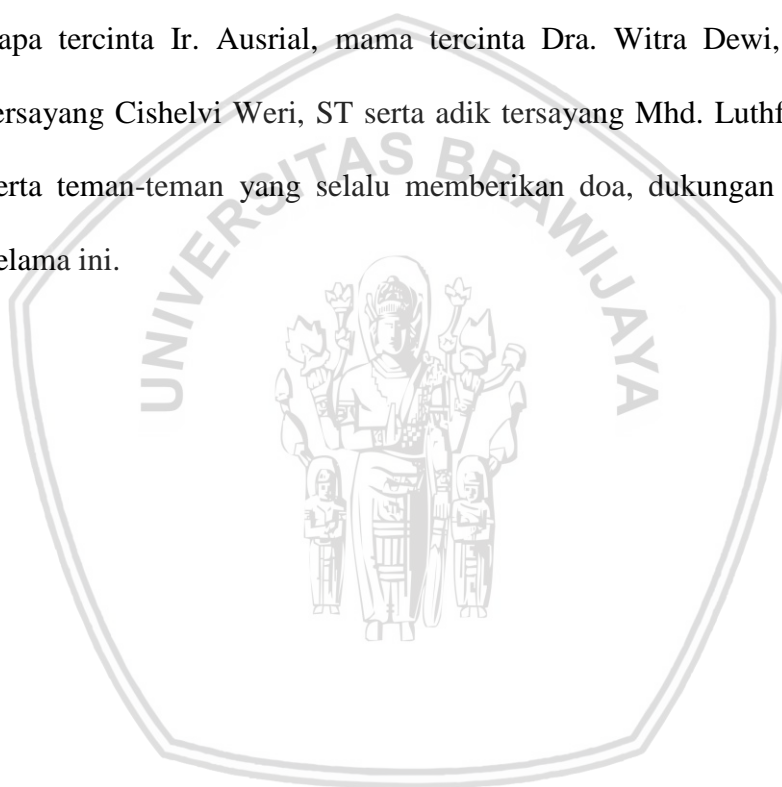 apa tercinta Ir. Ausrial, mama tercinta Dra. Witra Dewi,
ersayang Cishelvi Weri, ST serta adik tersayang Mhd. Luthf
erta teman-teman yang selalu memberikan doa, dukungan
elama ini.
UNIVERSITAS BRAWIJAYA